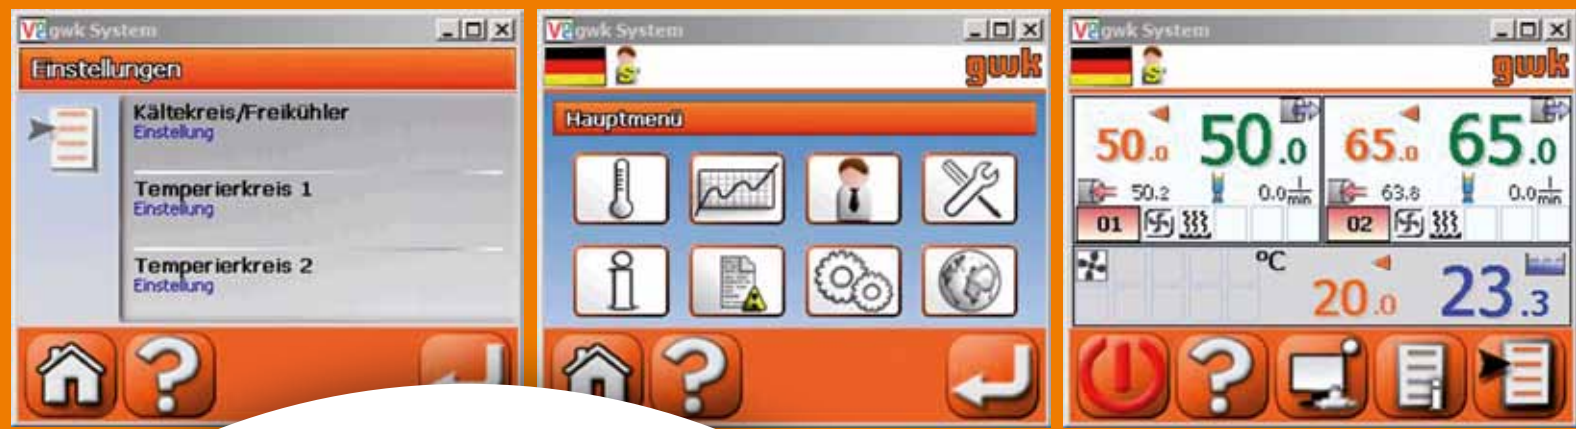 gwk System
Einstellungen
Kältekreis/Freikühler
Einstellung
Temperierkreis 1
Einstellung
Temperierkreis 2
Einstellung
gwk System
gwk
Hauptmenü
gwk System
gwk
50.0 50.0
50.2 0.0 l/min
01
65.0 65.0
63.8 0.0 l/min
02
°C
20.0 23.3